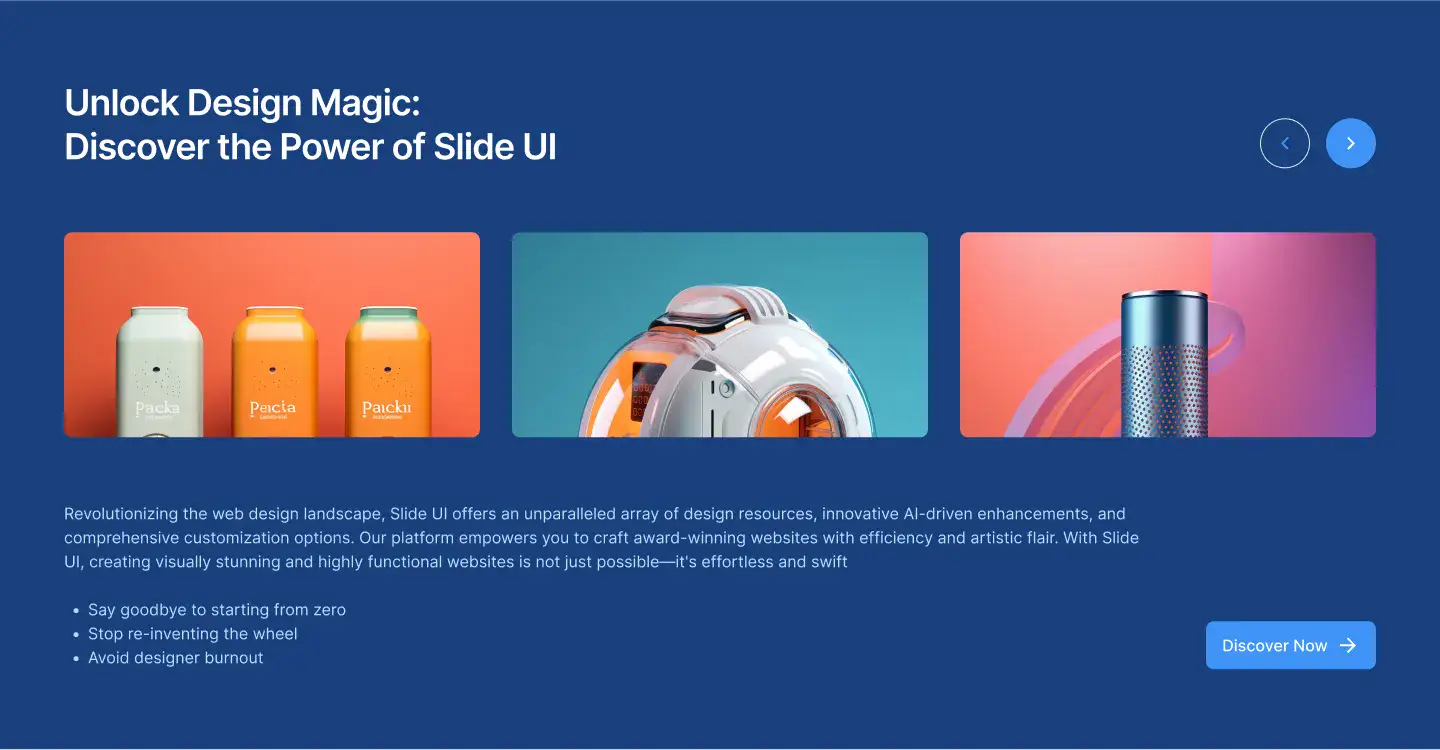 Unlock Design Magic:
Discover the Power of Slide UI
Packa
Peıcia
Paıckıı
Revolutionizing the web design landscape, Slide UI offers an unparalleled array of design resources, innovative AI-driven enhancements, and
comprehensive customization options. Our platform empowers you to craft award-winning websites with efficiency and artistic flair. With Slide
UI, creating visually stunning and highly functional websites is not just possible—it's effortless and swift
• Say goodbye to starting from zero
• Stop re-inventing the wheel
• Avoid designer burnout
Discover Now